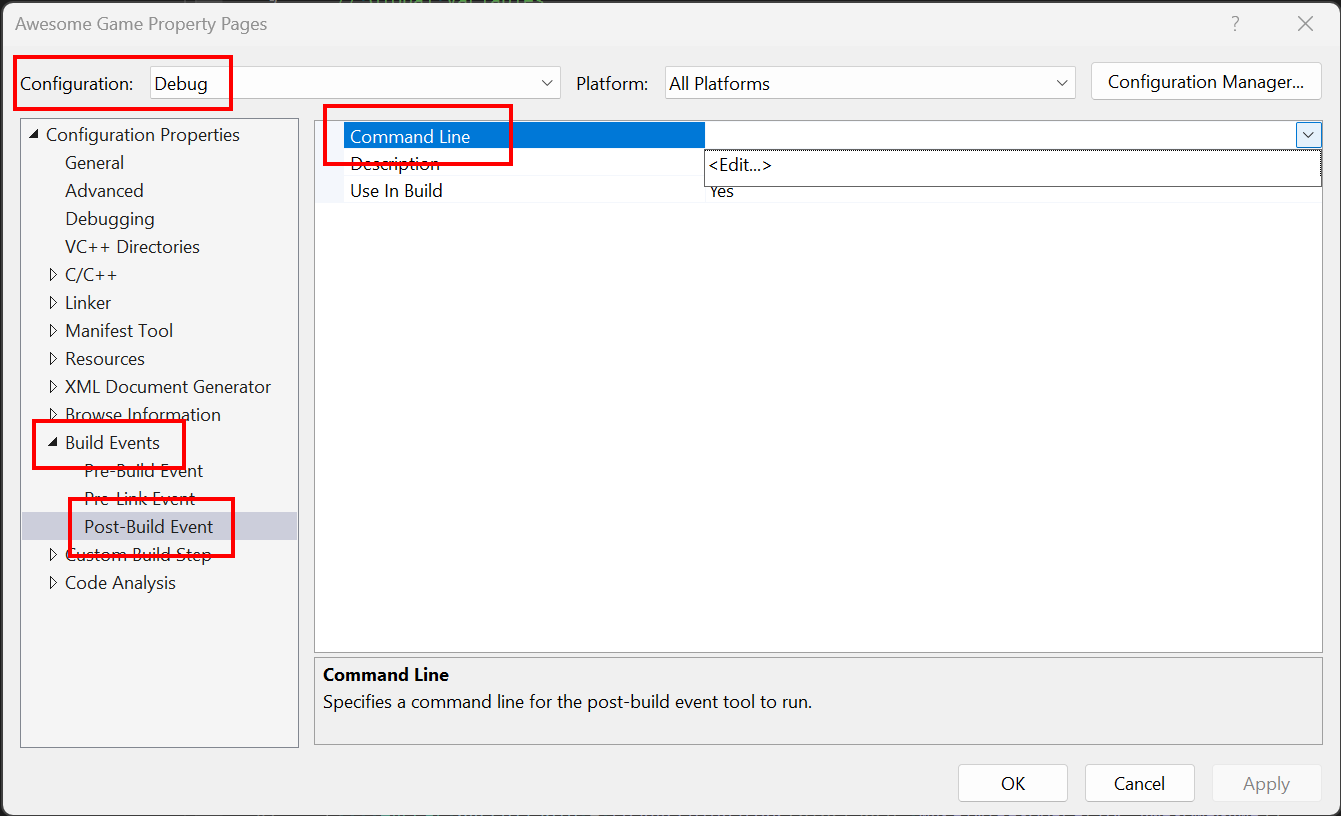 Awesome Game Property Pages
Configuration: Debug Platform: All Platforms Configuration Manager...
Configuration Properties
General
Advanced
Debugging
VC++ Directories
C/C++
Linker
Manifest Tool
Resources
XML Document Generator
Browse Information
Build Events
Pre-Build Event
Pre-Link Event
Post-Build Event
Custom Build Step
Code Analysis
Command Line
<Edit...>
Description
Use In Build Yes
Command Line
Specifies a command line for the post-build event tool to run.
OK Cancel Apply